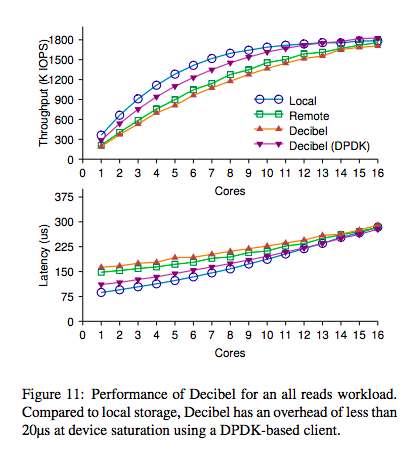 1800
1500
1200
900
600
300
0
Throughput (K IOPS)
Local
Remote
Decibel
Decibel (DPDK)
0 1 2 3 4 5 6 7 8 9 10 11 12 13 14 15 16
Cores
375
300
225
150
75
0
Latency (us)
0 1 2 3 4 5 6 7 8 9 10 11 12 13 14 15 16
Cores
Figure 11: Performance of Decibel for an all reads workload.
Compared to local storage, Decibel has an overhead of less than
20µs at device saturation using a DPDK-based client.